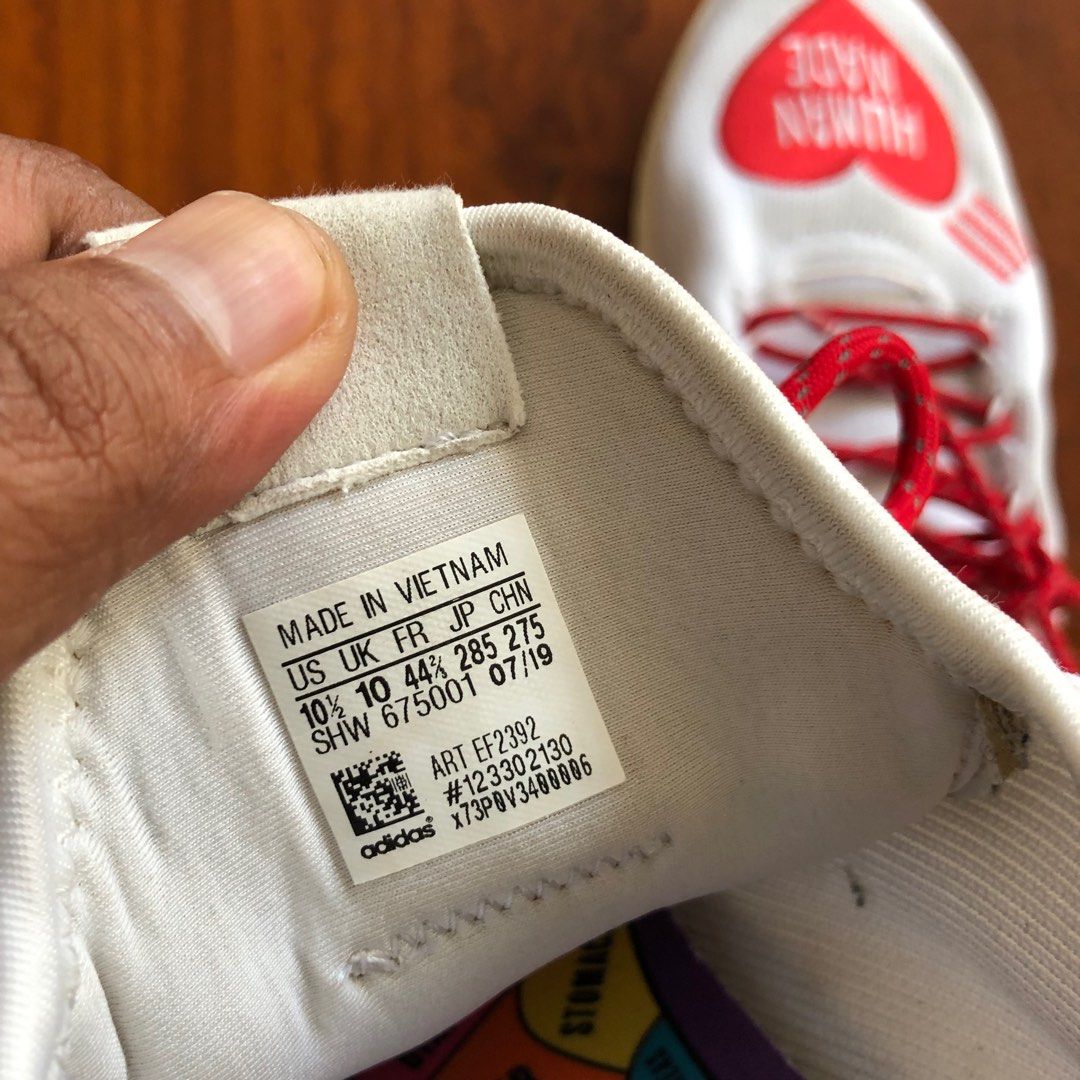 HUMAN
MADE
MADE IN VIETNAM
US UK FR JP CHN
10½ 10 44⅔ 285 275
SHW 675001 07/19
ART EF2392
#123302130
x73P0V3400006
adidas